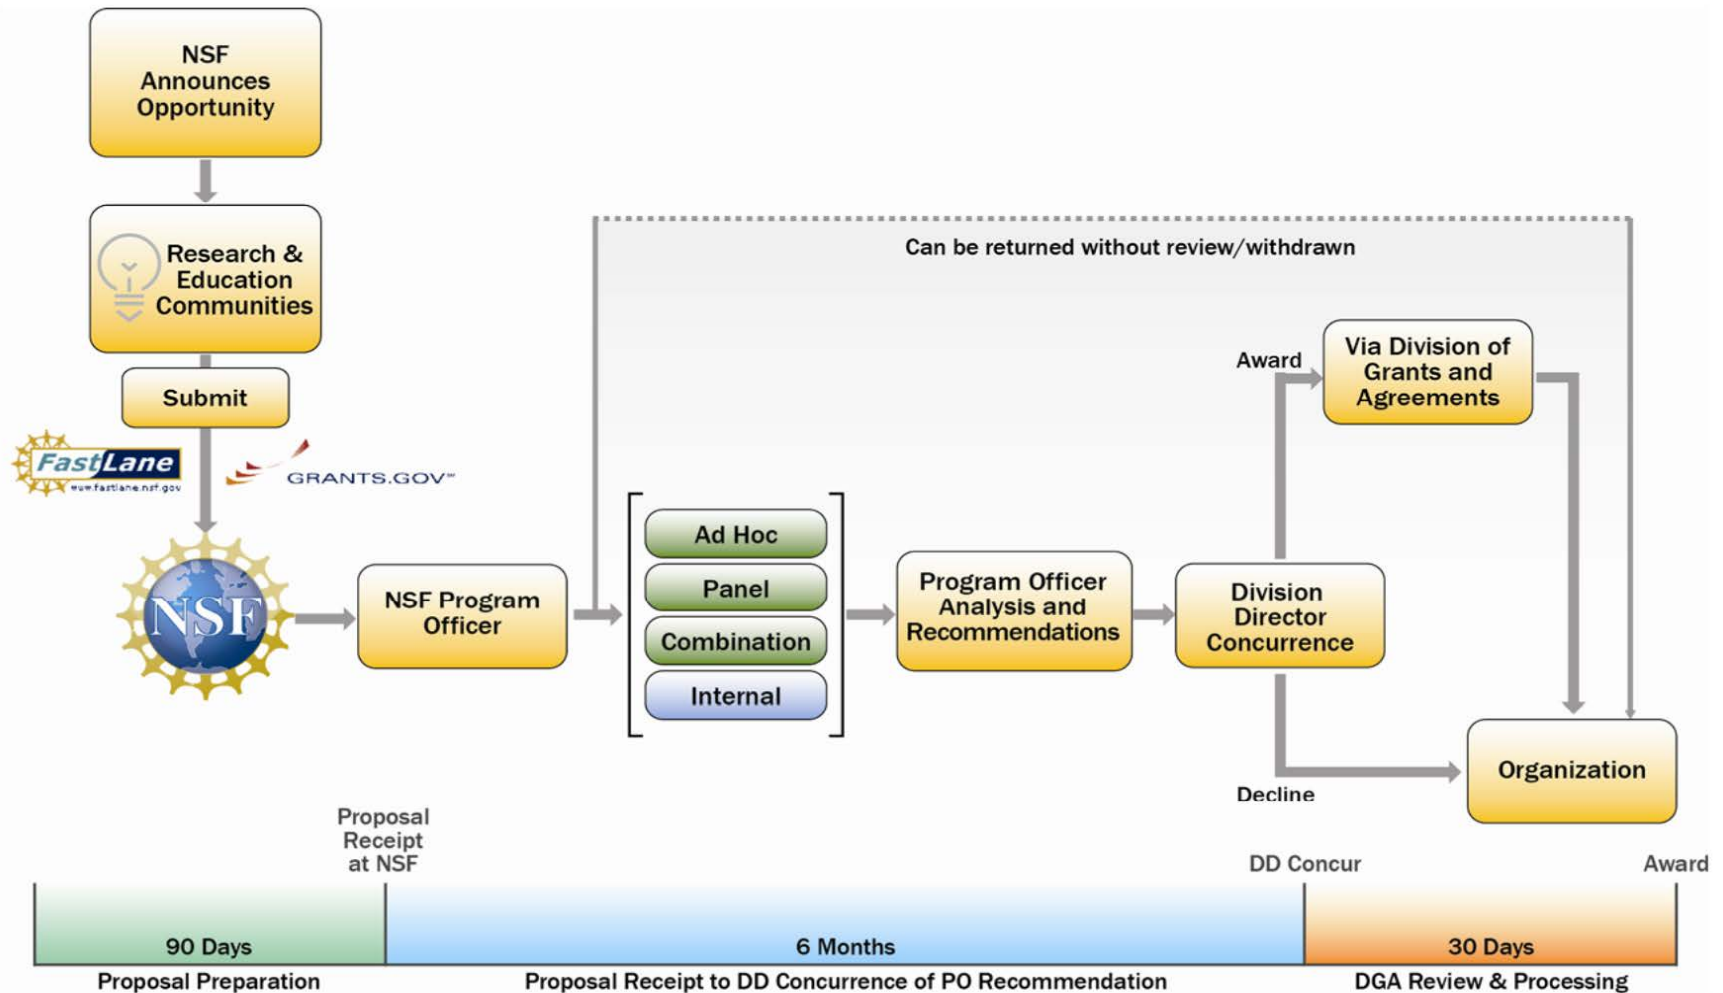 NSF
Announces
Opportunity
Research &
Education
Communities
Submit
FastLane
www.fastlane.nsf.gov
GRANTS.GOV℠
NSF
NSF Program
Officer
Can be returned without review/withdrawn
Ad Hoc
Panel
Combination
Internal
Program Officer
Analysis and
Recommendations
Division
Director
Concurrence
Award
Via Division of
Grants and
Agreements
Decline
Organization
Proposal
Receipt
at NSF
DD Concur
Award
90 Days
6 Months
30 Days
Proposal Preparation
Proposal Receipt to DD Concurrence of PO Recommendation
DGA Review & Processing